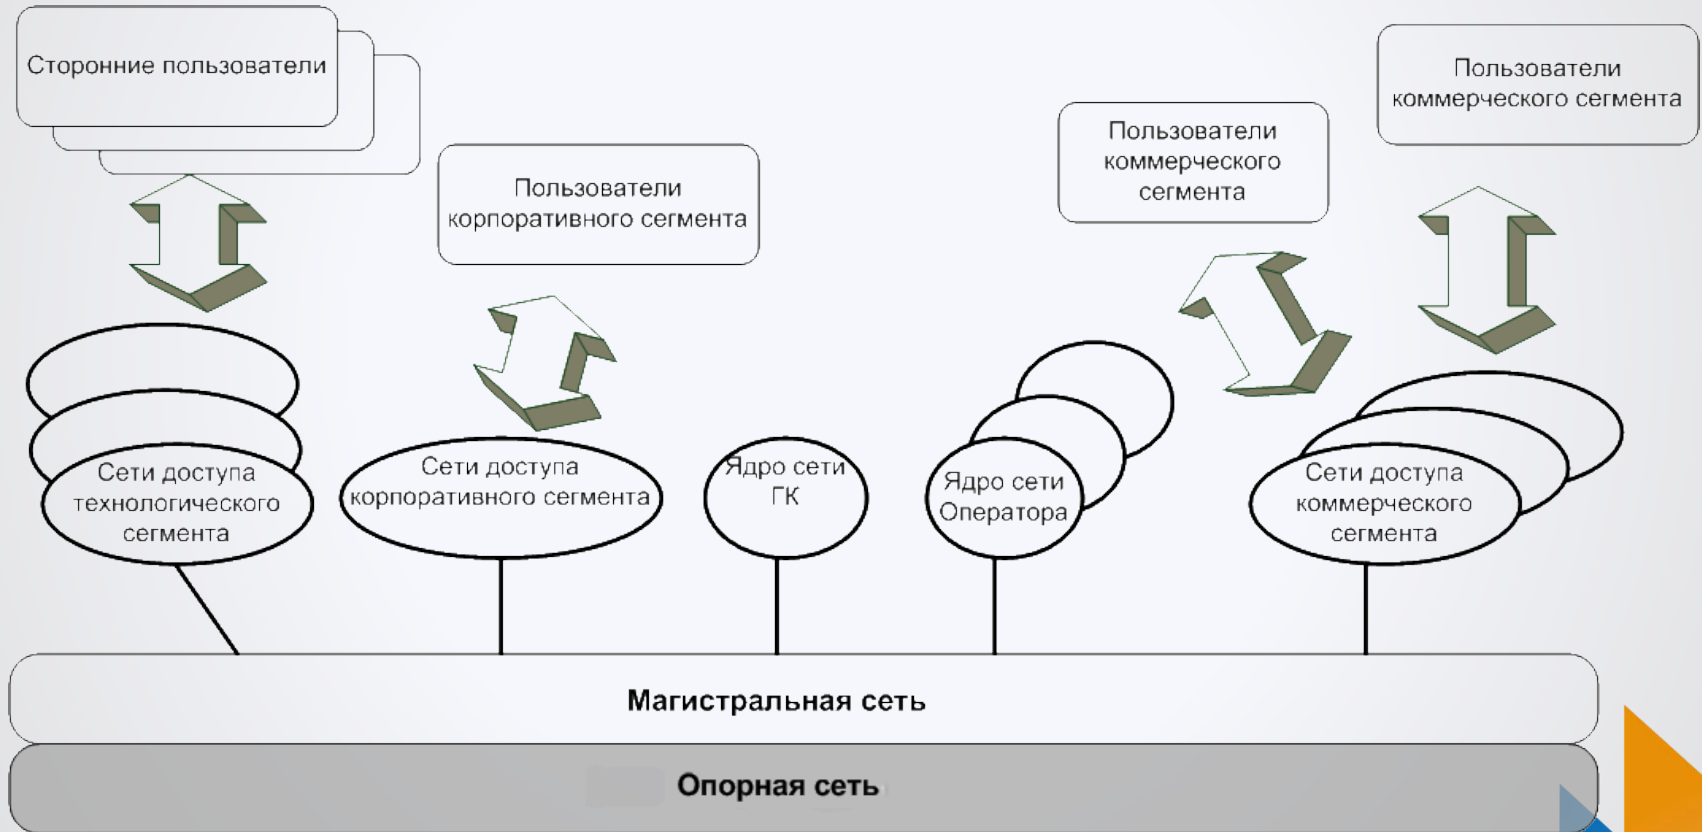 Сторонние пользователи
Пользователи
корпоративного сегмента
Пользователи
коммерческого
сегмента
Пользователи
коммерческого сегмента
Сети доступа
технологического
сегмента
Сети доступа
корпоративного сегмента
Ядро сети
ГК
Ядро сети
Оператора
Сети доступа
коммерческого
сегмента
Магистральная сеть
Опорная сеть